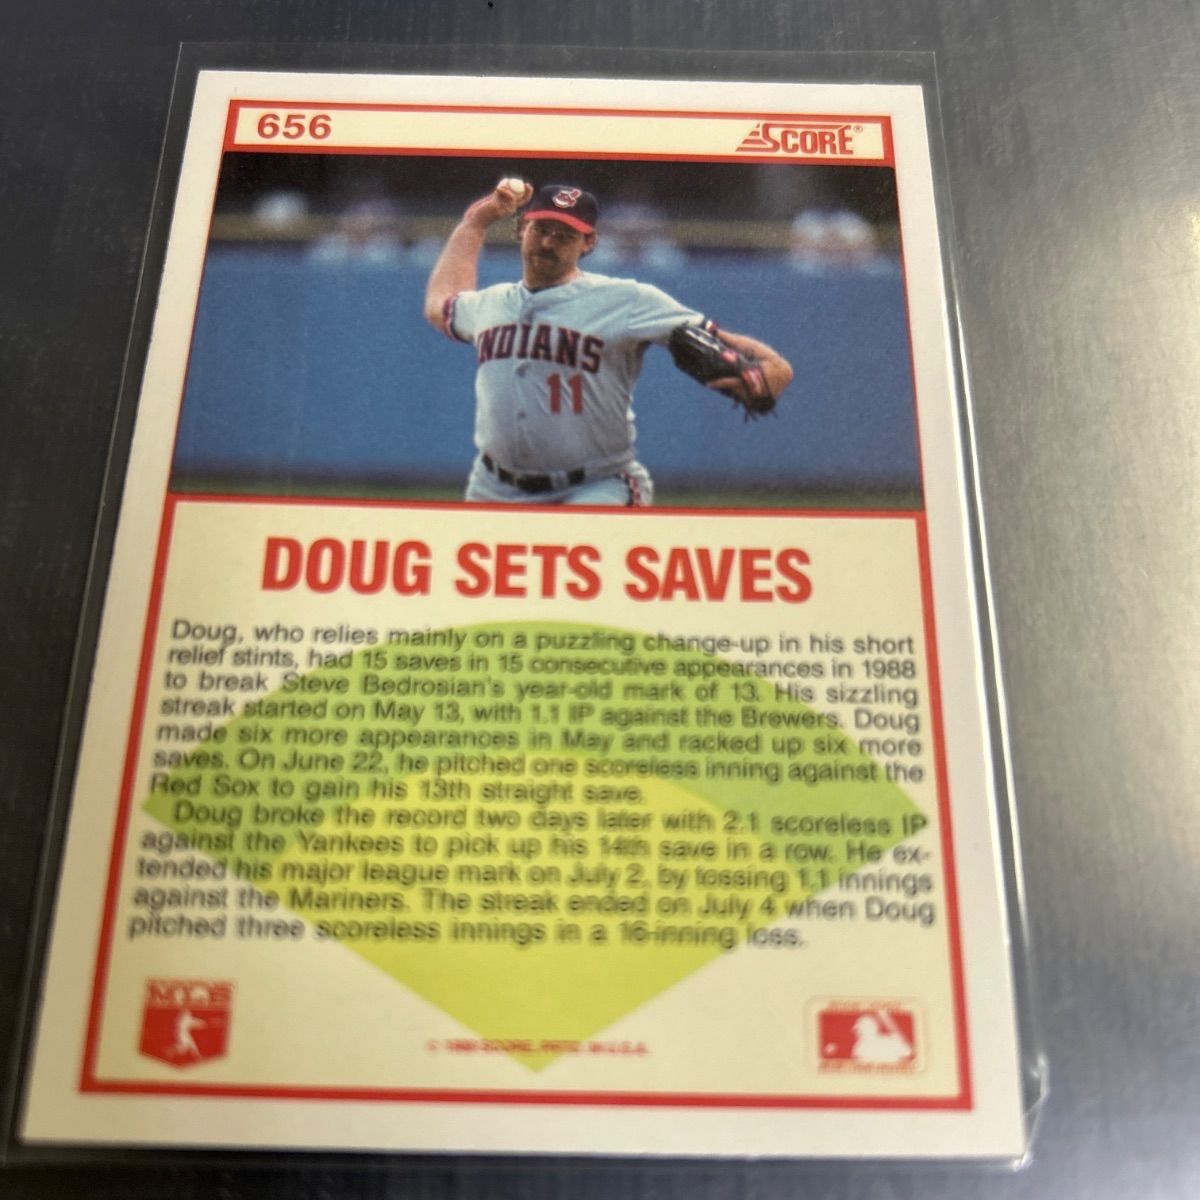 656
SCORE®
INDIANS
11
DOUG SETS SAVES
Doug, who relies mainly on a puzzling change-up in his short
relief stints, had 15 saves in 15 consecutive appearances in 1988
to break Steve Bedrosian's year-old mark of 13. His sizzling
streak started on May 13, with 1.1 IP against the Brewers. Doug
made six more appearances in May and racked up six more
saves. On June 22, he pitched one scoreless inning against the
Red Sox to gain his 13th straight save.
Doug broke the record two days later with 2.1 scoreless IP
against the Yankees to pick up his 14th save in a row. He ex-
tended his major league mark on July 2, by tossing 1.1 innings
against the Mariners. The streak ended on July 4 when Doug
pitched three scoreless innings in a 16-inning loss.
SCORE, PRTD. IN U.S.A.